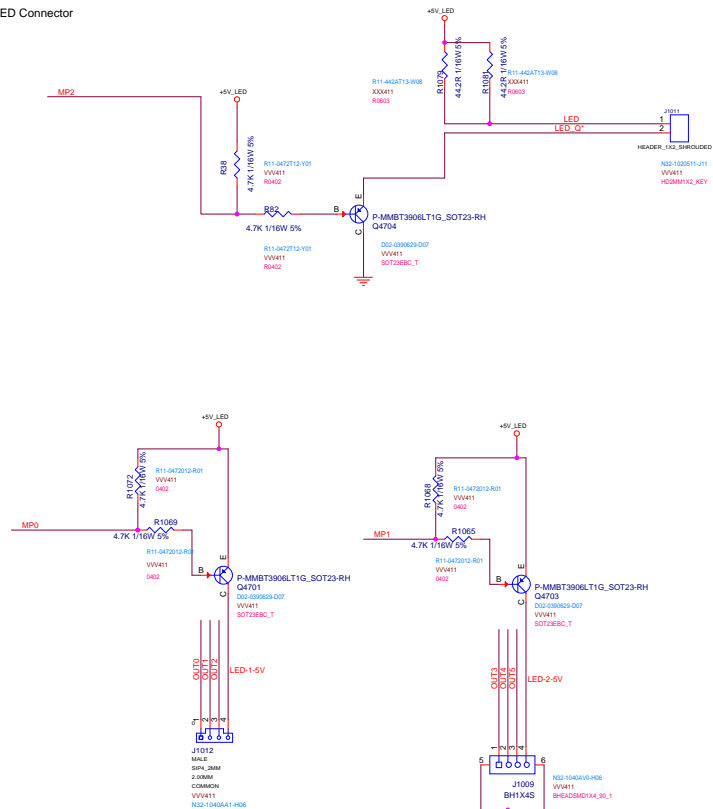 ED Connector
+5V_LED
MP2
+5V_LED
R1079
44.2R 1/16W 5%
R11-442AT13-W08
XXX411
R0603
R1081
44.2R 1/16W 5%
R11-442AT13-W08
XXX411
R0603
LED
LED_Q*
J1011
1
2
HEADER_1X2_SHROUDED
N32-1020511-J11
VVV411
HD2MM1X2_KEY
R38
4.7K 1/16W 5%
R11-0472T12-Y01
VVV411
R0402
R82
4.7K 1/16W 5%
R11-0472T12-Y01
VVV411
R0402
B
E
C
P-MMBT3906LT1G_SOT23-RH
Q4704
D02-0390629-D07
VVV411
SOT23EBC_T
+5V_LED
R1072
4.7K 1/16W 5%
R11-0472012-R01
VVV411
0402
MP0
R1069
4.7K 1/16W 5%
R11-0472012-R01
VVV411
0402
B
E
C
P-MMBT3906LT1G_SOT23-RH
Q4701
D02-0390629-D07
VVV411
SOT23EBC_T
OUT0
OUT1
OUT2
LED-1-5V
1
2
3
4
J1012
MALE
SIP4_2MM
2.00MM
COMMON
VVV411
N32-1040AA1-H06
+5V_LED
R1068
4.7K 1/16W 5%
R11-0472012-R01
VVV411
0402
MP1
R1065
4.7K 1/16W 5%
R11-0472012-R01
VVV411
0402
B
E
C
P-MMBT3906LT1G_SOT23-RH
Q4703
D02-0390629-D07
VVV411
SOT23EBC_T
OUT3
OUT4
OUT5
LED-2-5V
1
2
3
4
5
6
J1009
BH1X4S
N32-1040AV0-H06
VVV411
BHEADSMD1X4_90_1